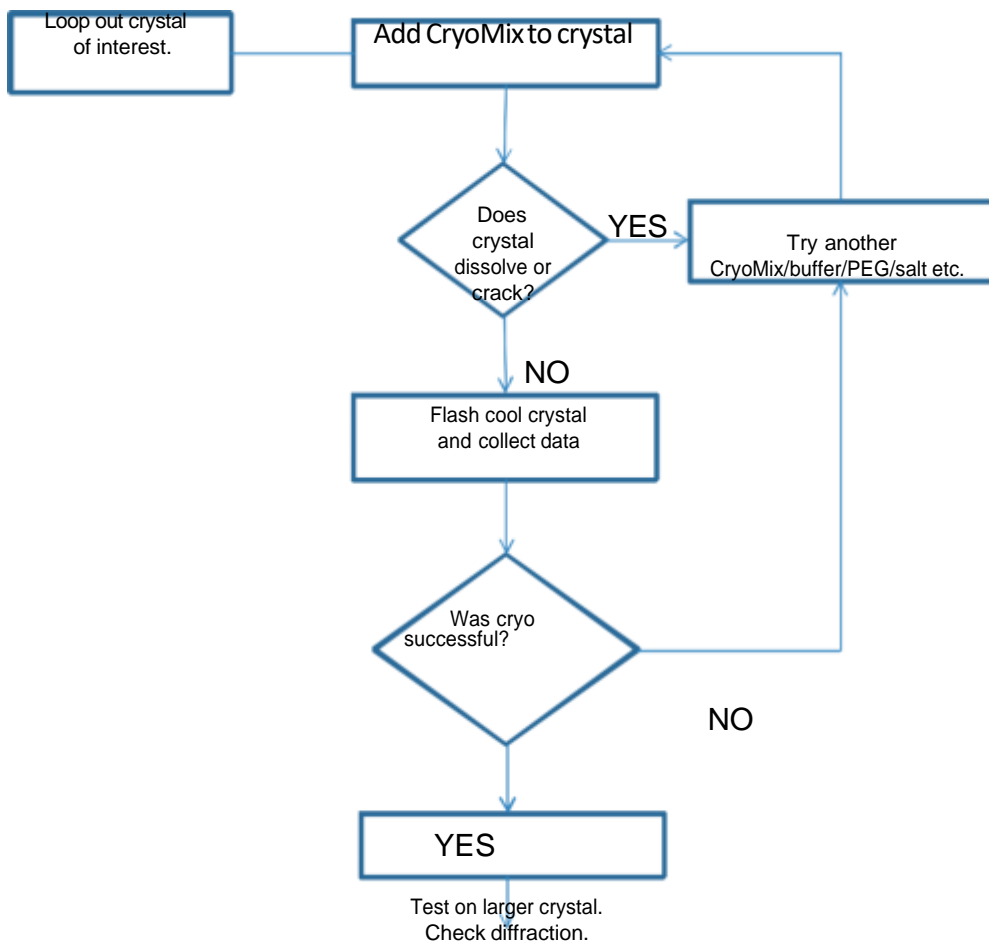 Loop out crystal
of interest.
Add CryoMix to crystal
Does
crystal
dissolve or
crack?
YES
Try another
CryoMix/buffer/PEG/salt etc.
NO
Flash cool crystal
and collect data
Was cryo
successful?
NO
YES
Test on larger crystal.
Check diffraction.